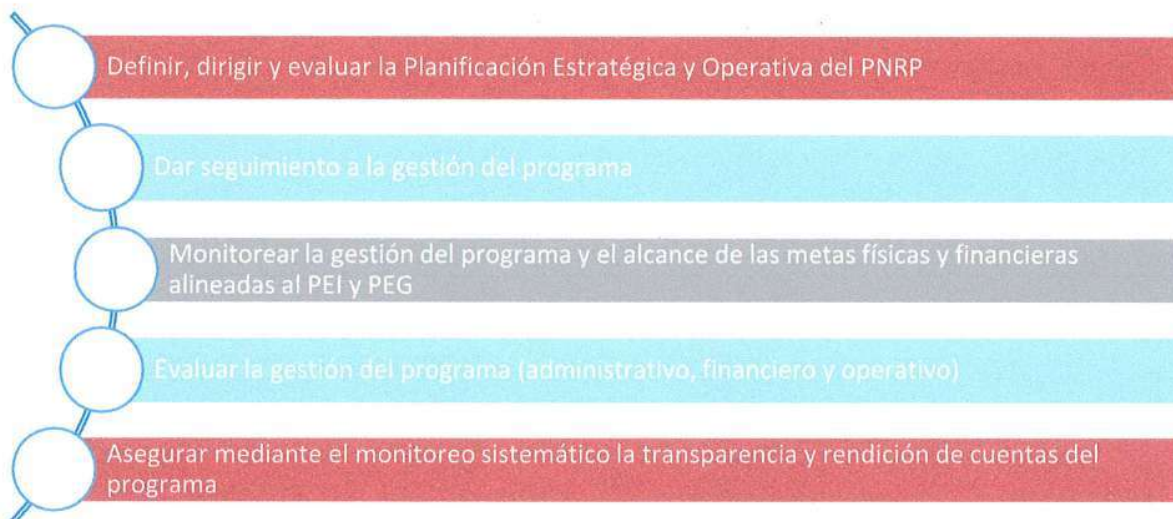 Definir, dirigir y evaluar la Planificación Estratégica y Operativa del PNRP
Dar seguimiento a la gestión del programa
Monitorear la gestión del programa y el alcance de las metas físicas y financieras
alineadas al PEI y PEG
Evaluar la gestión del programa (administrativo, financiero y operativo)
Asegurar mediante el monitoreo sistemático la transparencia y rendición de cuentas del
programa